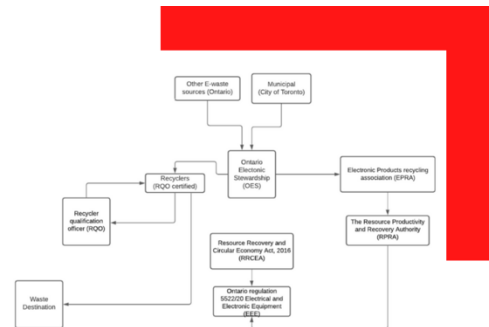 Other E-waste
sources (Ontario)
Municipal
(City of Toronto)
Ontario
Electonic
Stewardship
(OES)
Recyclers
(RQO certified)
Electronic Products recycling
association (EPRA)
Recycler
qualification
officer (RQO)
The Resource Productivity
and Recovery Authority
(RPRA)
Resource Recovery and
Circular Economy Act, 2016
(RRCEA)
Waste
Destination
Ontario regulation
5522/20 Electrical and
Electronic Equipment
(EEE)